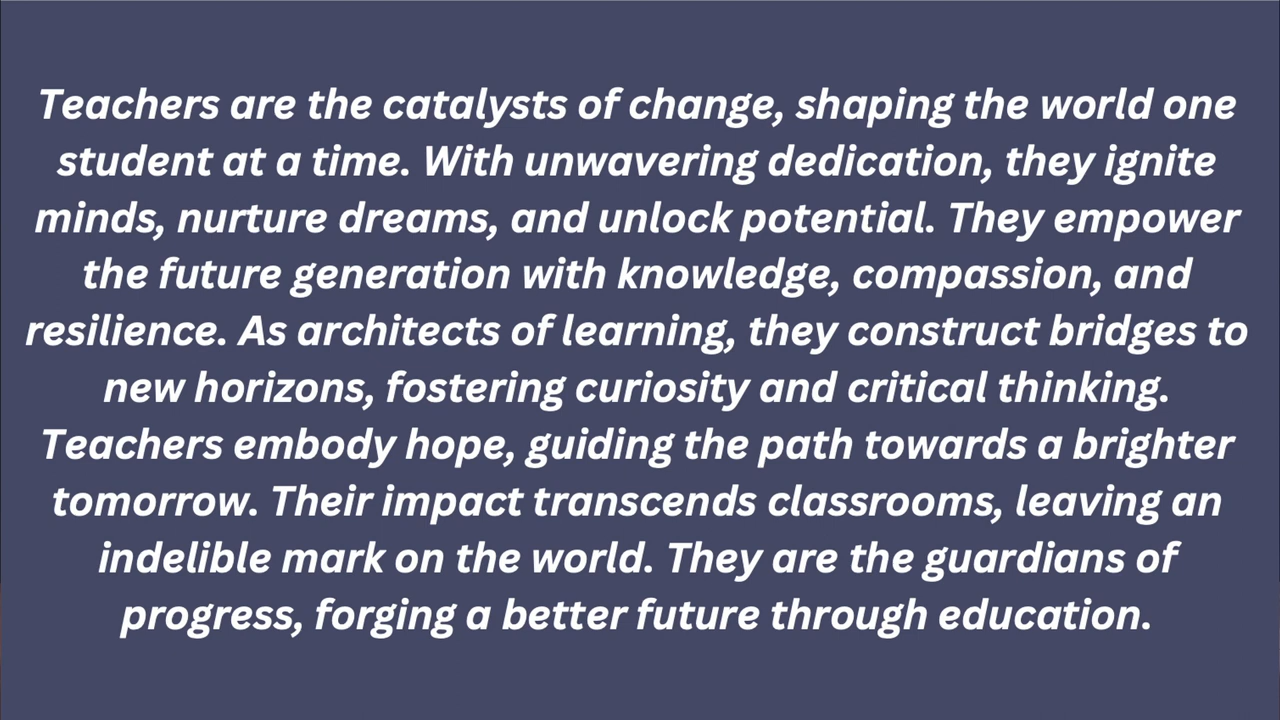 Teachers are the catalysts of change, shaping the world one
student at a time. With unwavering dedication, they ignite
minds, nurture dreams, and unlock potential. They empower
the future generation with knowledge, compassion, and
resilience. As architects of learning, they construct bridges to
new horizons, fostering curiosity and critical thinking.
Teachers embody hope, guiding the path towards a brighter
tomorrow. Their impact transcends classrooms, leaving an
indelible mark on the world. They are the guardians of
progress, forging a better future through education.